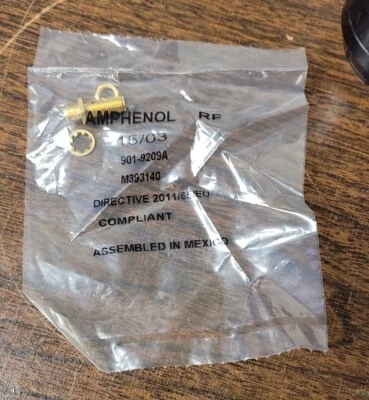 AMPHENOL RF
15/03
901-9209A
M393140
DIRECTIVE 2011/65/EU
COMPLIANT
ASSEMBLED IN MEXICO